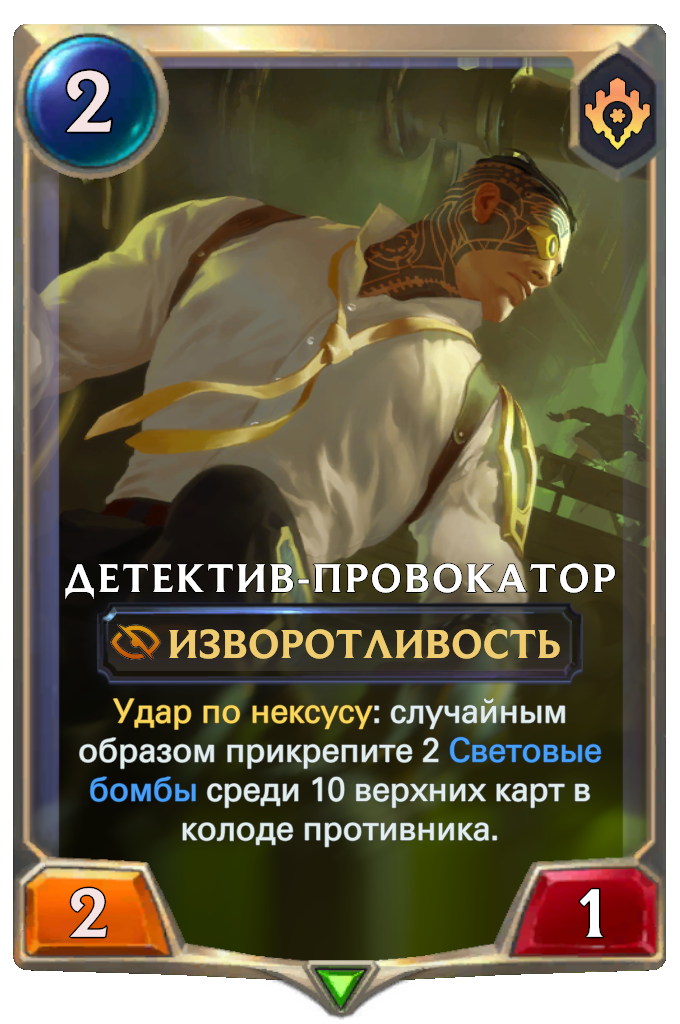 2
ДЕТЕКТИВ-ПРОВОКАТОР
ИЗВОРОТЛИВОСТЬ
Удар по нексусу: случайным
образом прикрепите 2 Световые
бомбы среди 10 верхних карт в
колоде противника.
2
1